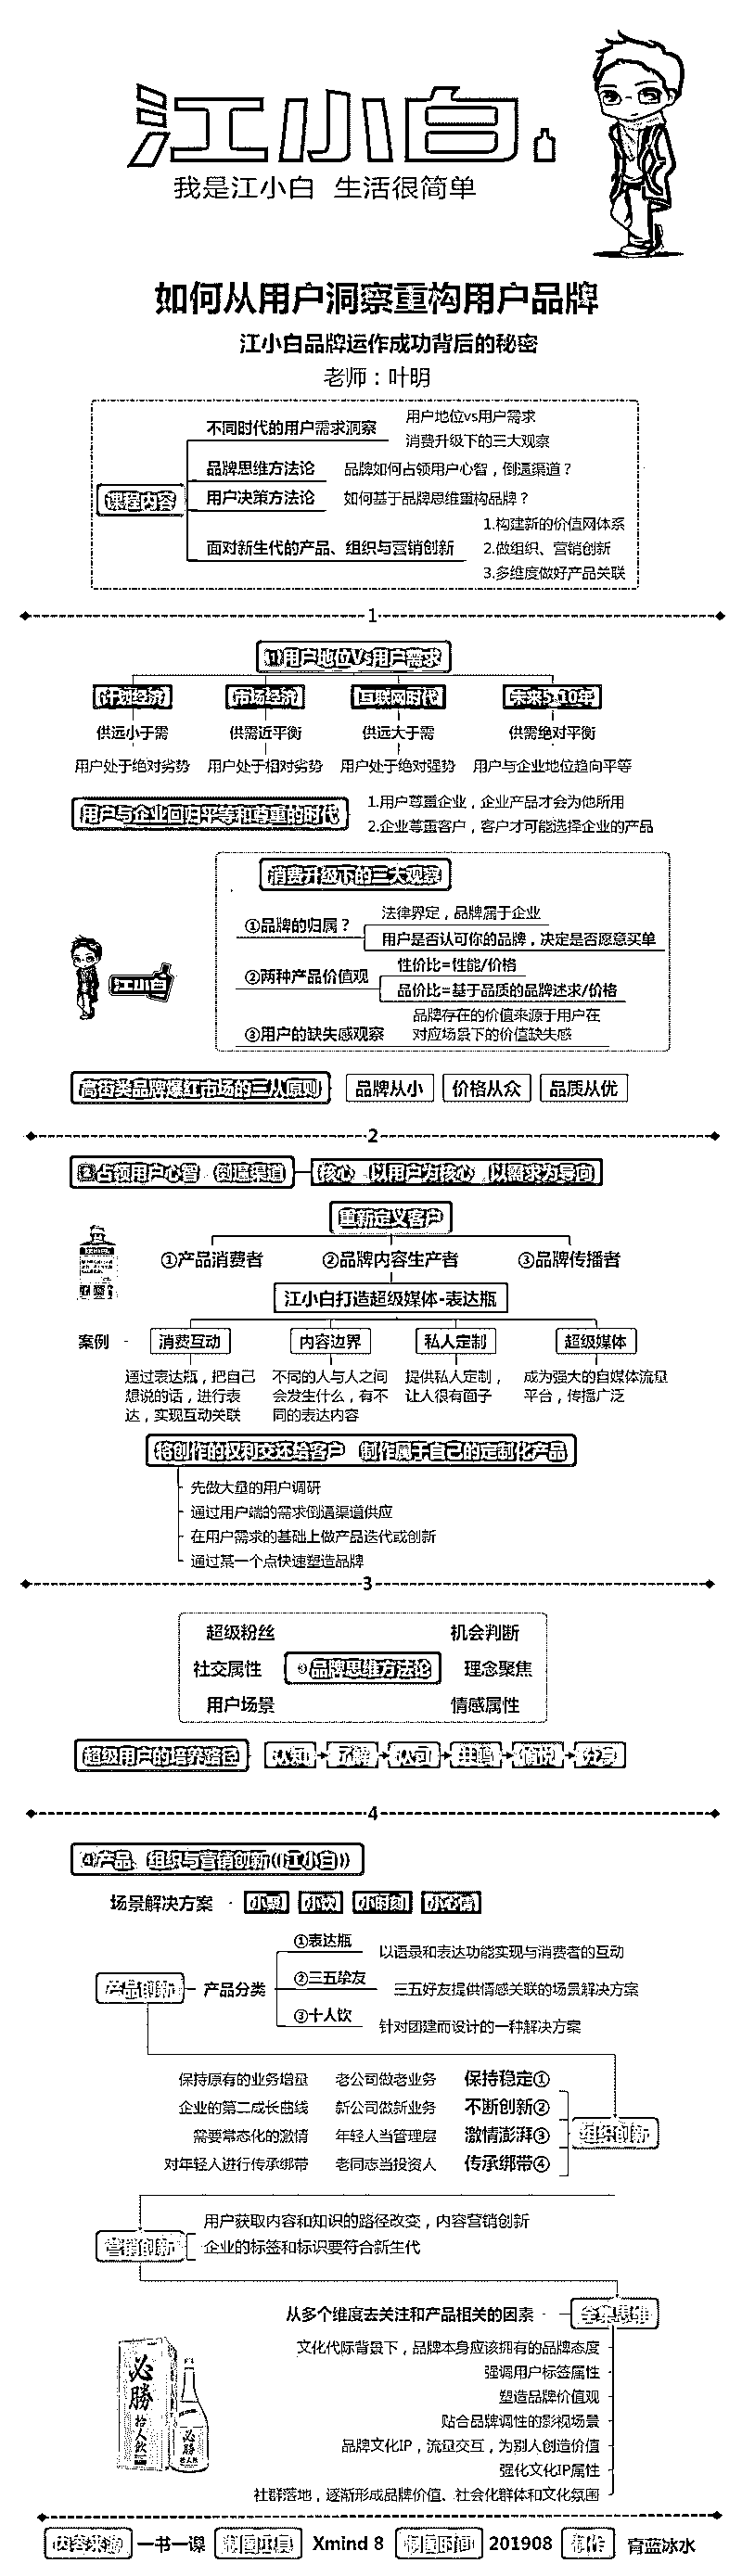 江小白
我是江小白 生活很简单
如何从用户洞察重构用户品牌
江小白品牌运作成功背后的秘密
老师：叶明
课程内容
不同时代的用户需求洞察
用户地位vs用户需求
消费升级下的三大观察
品牌思维方法论
品牌如何占领用户心智，倒逼渠道？
用户决策方法论
如何基于品牌思维重构品牌？
面对新生代的产品、组织与营销创新
1.构建新的价值网体系
2.做组织、营销创新
3.多维度做好产品关联
1
①用户地位Vs用户需求
计划经济 市场经济 互联网时代 未来5-10年
供远小于需 供需近平衡 供远大于需 供需绝对平衡
用户处于绝对劣势 用户处于相对劣势 用户处于绝对强势 用户与企业地位趋向平等
用户与企业回归平等和尊重的时代
1.用户尊重企业，企业产品才会为他所用
2.企业尊重客户，客户才可能选择企业的产品
消费升级下的三大观察
①品牌的归属？
法律界定，品牌属于企业
用户是否认可你的品牌，决定是否愿意买单
②两种产品价值观
性价比=性能/价格
品价比=基于品质的品牌述求/价格
③用户的缺失感观察
品牌存在的价值来源于用户在
对应场景下的价值缺失感
江小白
高街类品牌爆红市场的三从原则 品牌从小 价格从众 品质从优
2
②占领用户心智 倒逼渠道 核心 以用户为核心 以需求为导向
重新定义客户
①产品消费者 ②品牌内容生产者 ③品牌传播者
江小白打造超级媒体-表达瓶
案例 消费互动 内容边界 私人定制 超级媒体
通过表达瓶，把自己
想说的话，进行表
达，实现互动关联
不同的人与人之间
会发生什么，有不
同的表达内容
提供私人定制，
让人很有面子
成为强大的自媒体流量
平台，传播广泛
将创作的权利交还给客户 制作属于自己的定制化产品
先做大量的用户调研
通过用户端的需求倒逼渠道供应
在用户需求的基础上做产品迭代或创新
通过某一个点快速塑造品牌
3
超级粉丝 机会判断
社交属性 ③品牌思维方法论 理念聚焦
用户场景 情感属性
超级用户的培养路径 认知 了解 认可 共鸣 愉悦 分享
4
④产品、组织与营销创新((江小白))
场景解决方案 小聚 小饮 小时刻 小心情
产品创新 产品分类
①表达瓶
以语录和表达功能实现与消费者的互动
②三五挚友
三五好友提供情感关联的场景解决方案
③十人饮
针对团建而设计的一种解决方案
保持原有的业务增量 老公司做老业务 保持稳定①
企业的第二成长曲线 新公司做新业务 不断创新②
需要常态化的激情 年轻人当管理层 激情澎湃③
对年轻人进行传承绑带 老同志当投资人 传承绑带④
组织创新
营销创新
用户获取内容和知识的路径改变，内容营销创新
企业的标签和标识要符合新生代
从多个维度去关注和产品相关的因素 全案思维
文化代际背景下，品牌本身应该拥有的品牌态度
强调用户标签属性
塑造品牌价值观
贴合品牌调性的影视场景
品牌文化IP，流量交互，为别人创造价值
强化文化IP属性
社群落地，逐渐形成品牌价值、社会化群体和文化氛围
必勝
拾人飲
必勝
内容来源 一书一课 制图工具 Xmind 8 制图时间 201908 制作 青蓝冰水